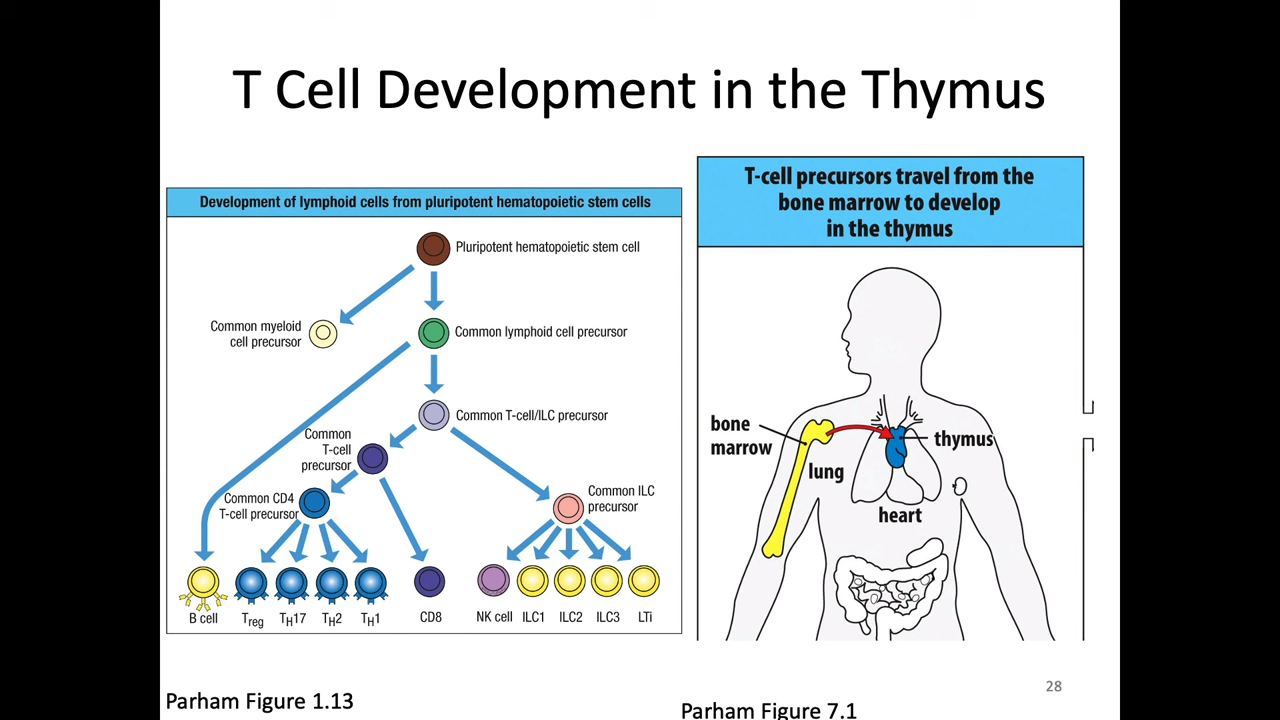 T Cell Development in the Thymus
Development of lymphoid cells from pluripotent hematopoietic stem cells
Pluripotent hematopoietic stem cell
Common myeloid
cell precursor
Common lymphoid cell precursor
Common T-cell/ILC precursor
Common
T-cell
precursor
Common CD4
T-cell precursor
Common ILC
precursor
B cell
Treg
TH17
TH2
TH1
CD8
NK cell
ILC1
ILC2
ILC3
LTi
Parham Figure 1.13
T-cell precursors travel from the
bone marrow to develop
in the thymus
bone
marrow
thymus
lung
heart
28
Parham Figure 7.1